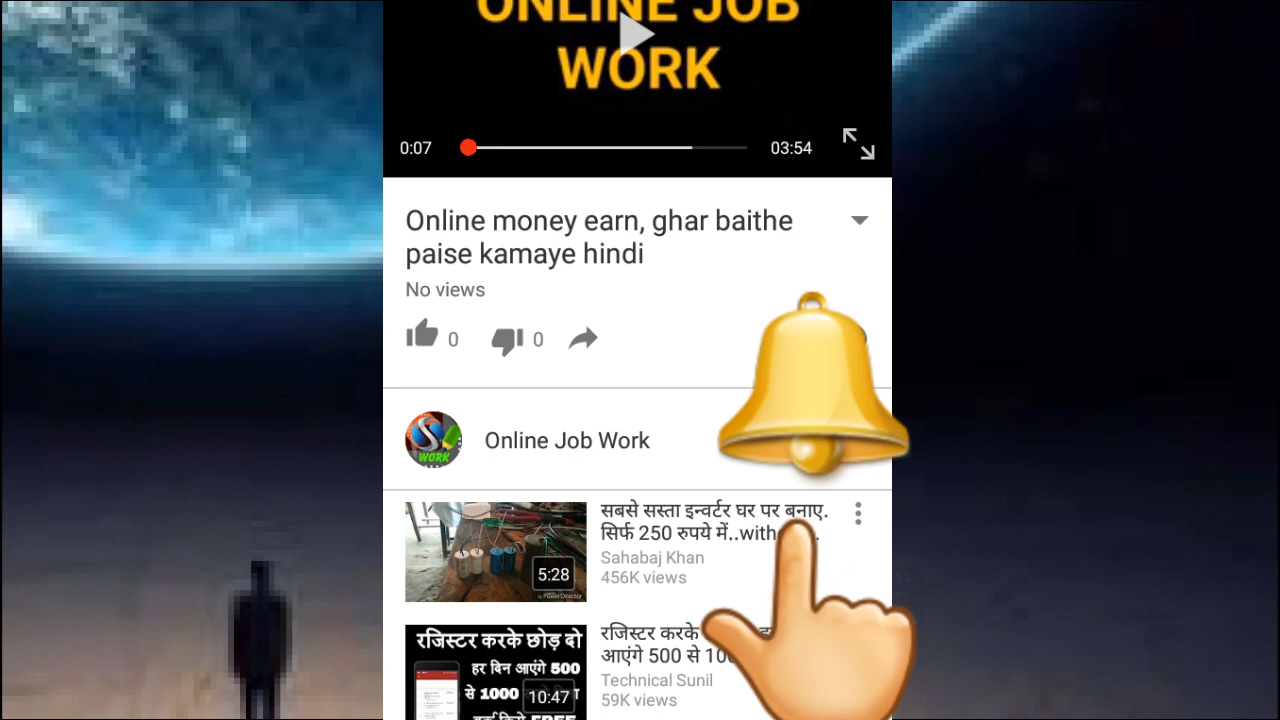 ONLINE JOB
WORK
0:07
03:54
Online money earn, ghar baithe
paise kamaye hindi
No views
0
0
WORK
Online Job Work
सबसे सस्ता इन्वर्टर घर पर बनाए.
सिर्फ 250 रुपये में..with
Sahabaj Khan
456K views
5:28
by PowerDirector
रजिस्टर करके
आएंगे 500 से
Technical Sunil
59K views
रजिस्टर करके छोड़ दो
हर दिन आएंगे 500
से 1000
10:47